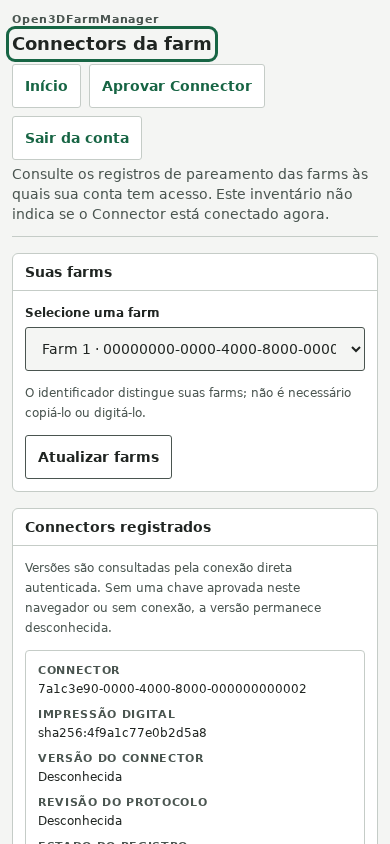 Open3DFarmManager
Connectors da farm
Início
Aprovar Connector
Sair da conta
Consulte os registros de pareamento das farms às
quais sua conta tem acesso. Este inventário não
indica se o Connector está conectado agora.
Suas farms
Selecione uma farm
Farm 1 · 00000000-0000-4000-8000-0000
O identificador distingue suas farms; não é necessário
copiá-lo ou digitá-lo.
Atualizar farms
Connectors registrados
Versões são consultadas pela conexão direta
autenticada. Sem uma chave aprovada neste
navegador ou sem conexão, a versão permanece
desconhecida.
CONNECTOR
7a1c3e90-0000-4000-8000-000000000002
IMPRESSÃO DIGITAL
sha256:4f9a1c77e0b2d5a8
VERSÃO DO CONNECTOR
Desconhecida
REVISÃO DO PROTOCOLO
Desconhecida
ESTADO DO REGISTRO